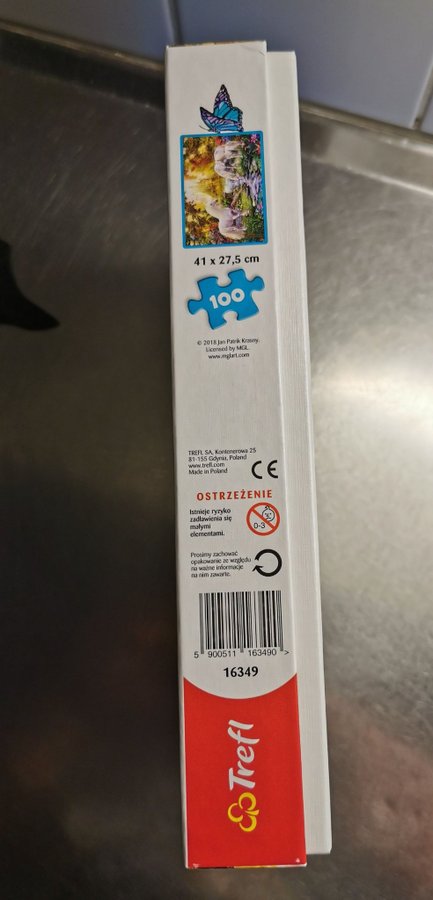 41 x 27,5 cm
100
© 2018 Jan Patrik Krasny.
Licensed by MGL.
www.mglart.com
TREFL SA, Kontenerowa 25
81-155 Gdynia, Poland
www.trefl.com
Made in Poland
CE
OSTRZEŻENIE
Istnieje ryzyko
zadławienia się
małymi
elementami.
0-3
Prosimy zachować
opakowanie ze względu
na ważne informacje
na nim zawarte.
5 900511 163490 >
16349
Trefl